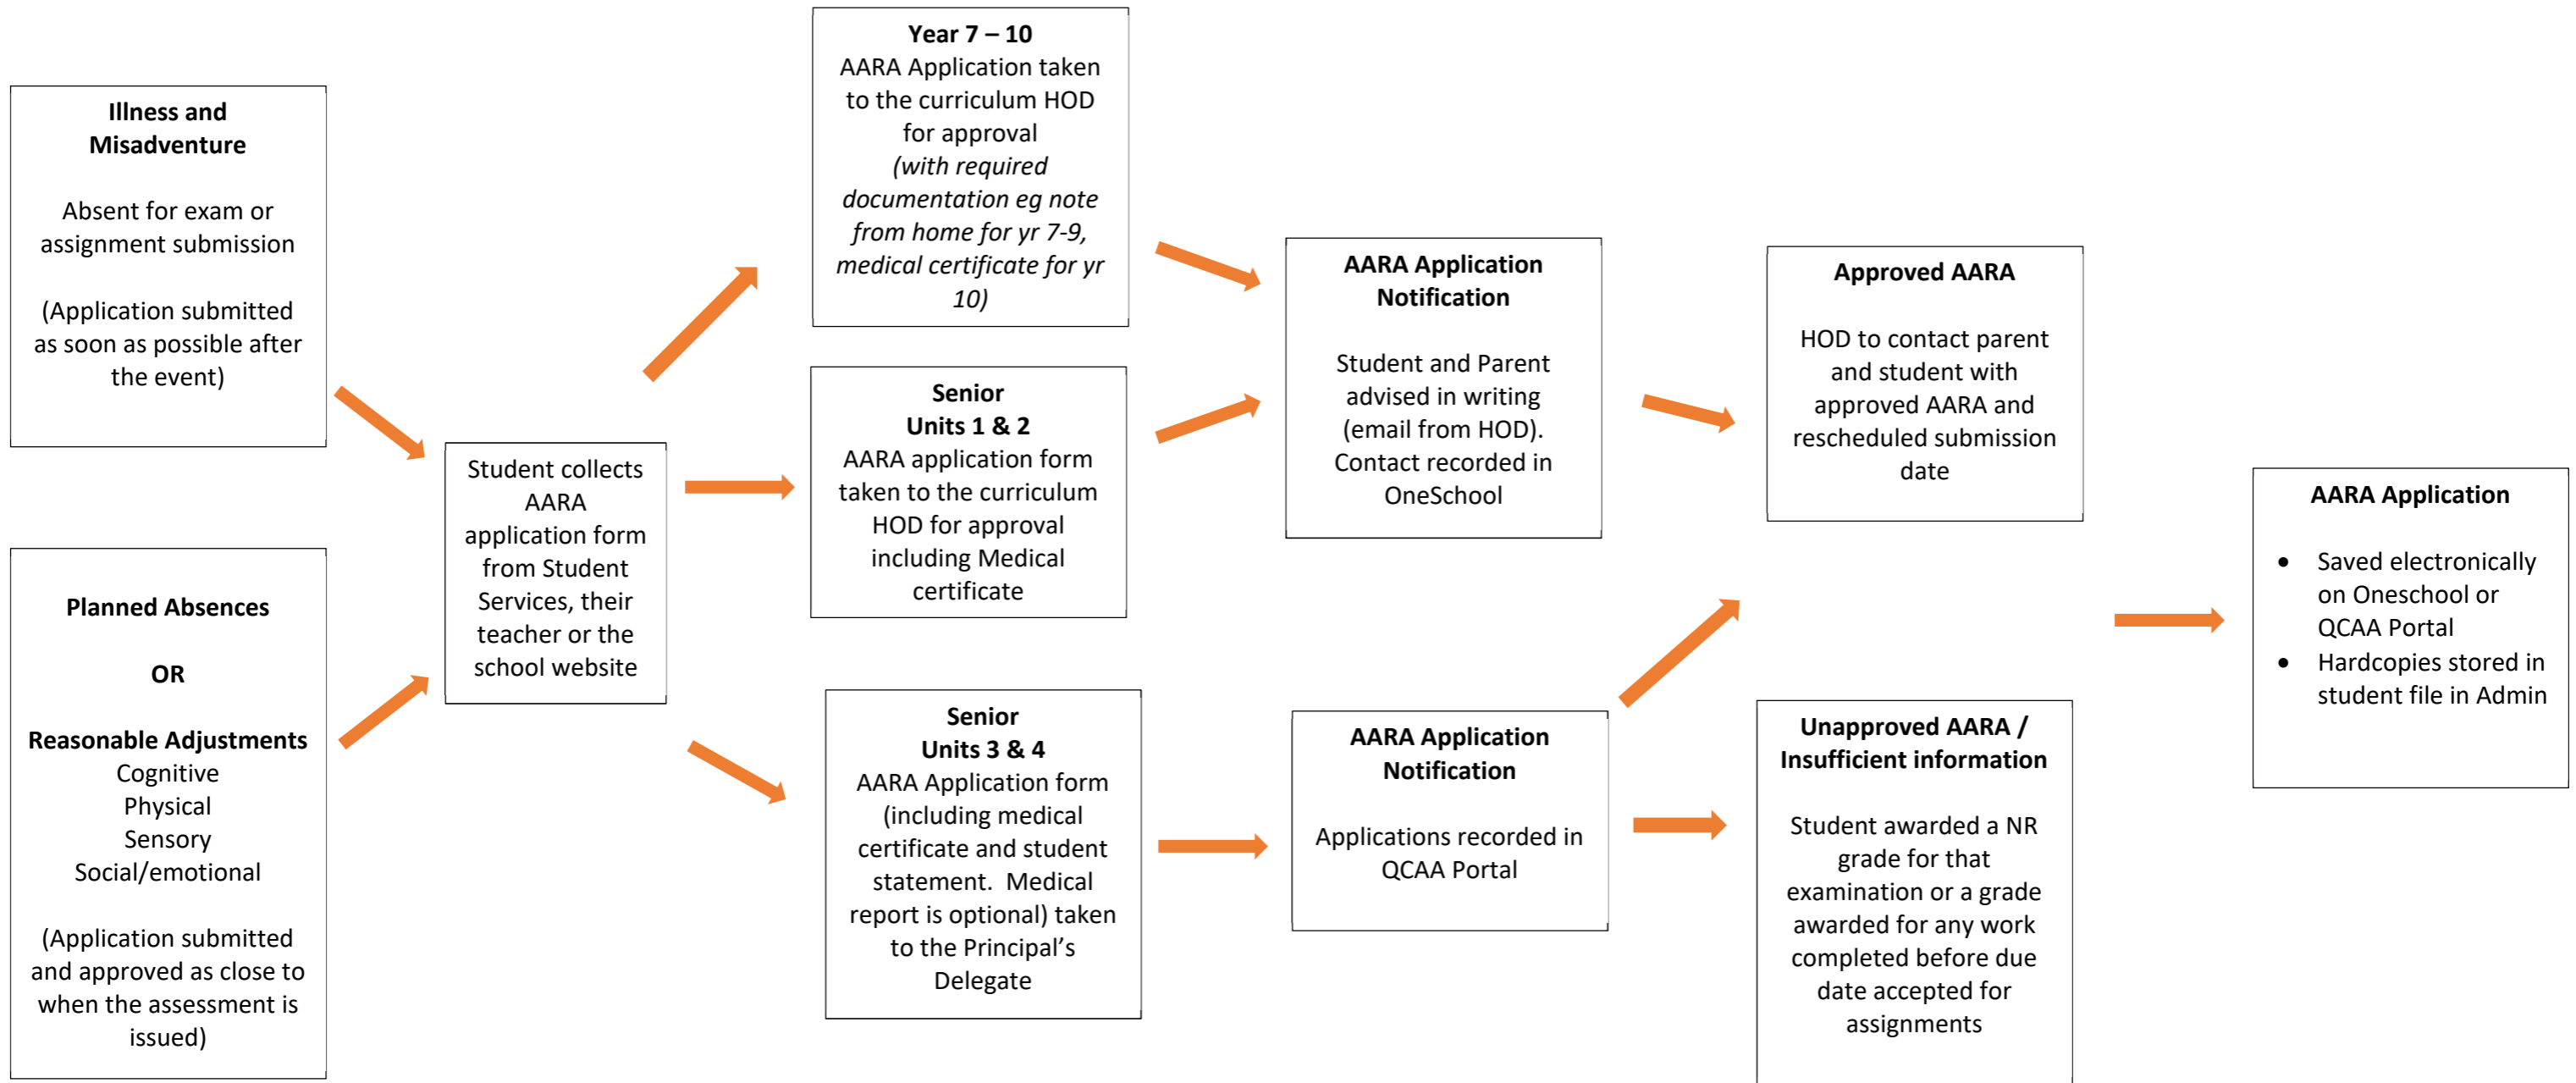 Illness and
Misadventure
Absent for exam or
assignment submission
(Application submitted
as soon as possible after
the event)
Planned Absences
OR
Reasonable Adjustments
Cognitive
Physical
Sensory
Social/emotional
(Application submitted
and approved as close to
when the assessment is
issued)
Student collects
AARA
application form
from Student
Services, their
teacher or the
school website
Year 7 – 10
AARA Application taken
to the curriculum HOD
for approval
(with required
documentation eg note
from home for yr 7-9,
medical certificate for yr
10)
Senior
Units 1 & 2
AARA application form
taken to the curriculum
HOD for approval
including Medical
certificate
Senior
Units 3 & 4
AARA Application form
(including medical
certificate and student
statement.  Medical
report is optional) taken
to the Principal’s
Delegate
AARA Application
Notification
Student and Parent
advised in writing
(email from HOD).
Contact recorded in
OneSchool
AARA Application
Notification
Applications recorded in
QCAA Portal
Approved AARA
HOD to contact parent
and student with
approved AARA and
rescheduled submission
date
Unapproved AARA /
Insufficient information
Student awarded a NR
grade for that
examination or a grade
awarded for any work
completed before due
date accepted for
assignments
AARA Application
• Saved electronically
on Oneschool or
QCAA Portal
• Hardcopies stored in
student file in Admin